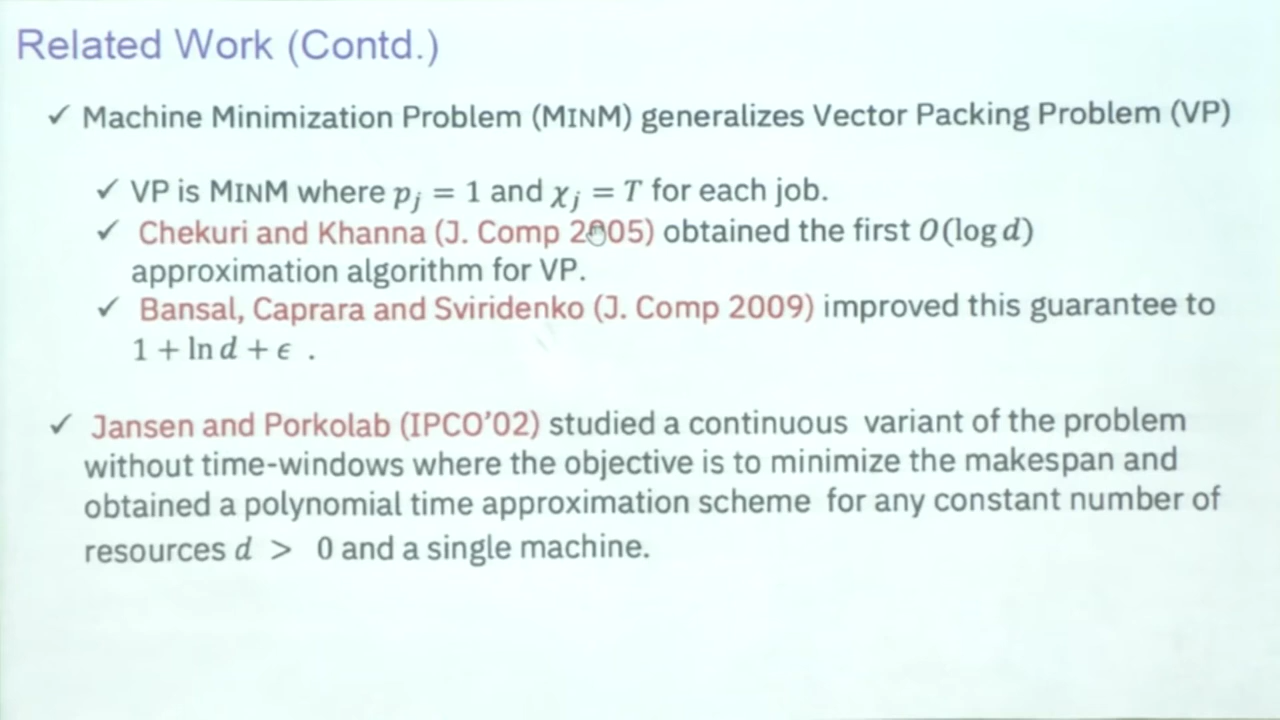 Related Work (Contd.)
✓ Machine Minimization Problem (MINM) generalizes Vector Packing Problem (VP)
✓ VP is MINM where p_j = 1 and χ_j = T for each job.
✓ Chekuri and Khanna (J. Comp 2005) obtained the first O(log d)
approximation algorithm for VP.
✓ Bansal, Caprara and Sviridenko (J. Comp 2009) improved this guarantee to
1 + ln d + ϵ .
✓ Jansen and Porkolab (IPCO'02) studied a continuous variant of the problem
without time-windows where the objective is to minimize the makespan and
obtained a polynomial time approximation scheme for any constant number of
resources d > 0 and a single machine.